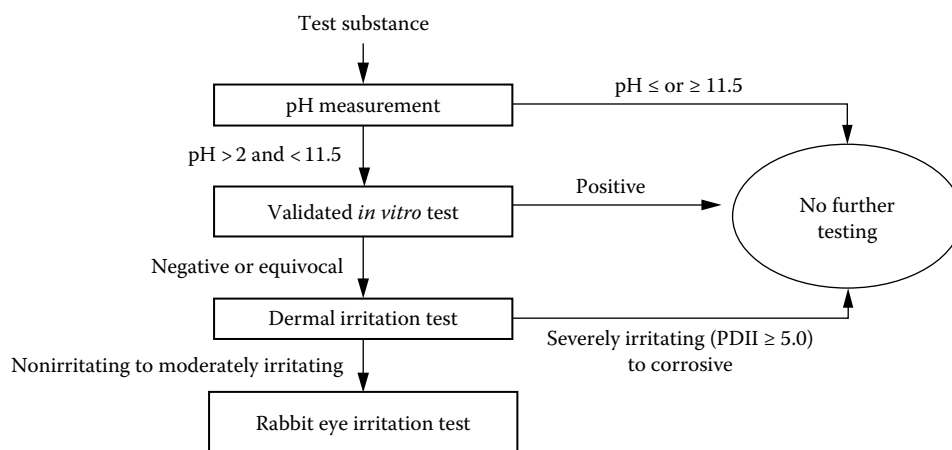 Test substance
pH measurement
pH ≤ or ≥ 11.5
pH > 2 and < 11.5
Validated in vitro test
Positive
No further
testing
Negative or equivocal
Dermal irritation test
Severely irritating (PDII ≥ 5.0)
to corrosive
Nonirritating to moderately irritating
Rabbit eye irritation test